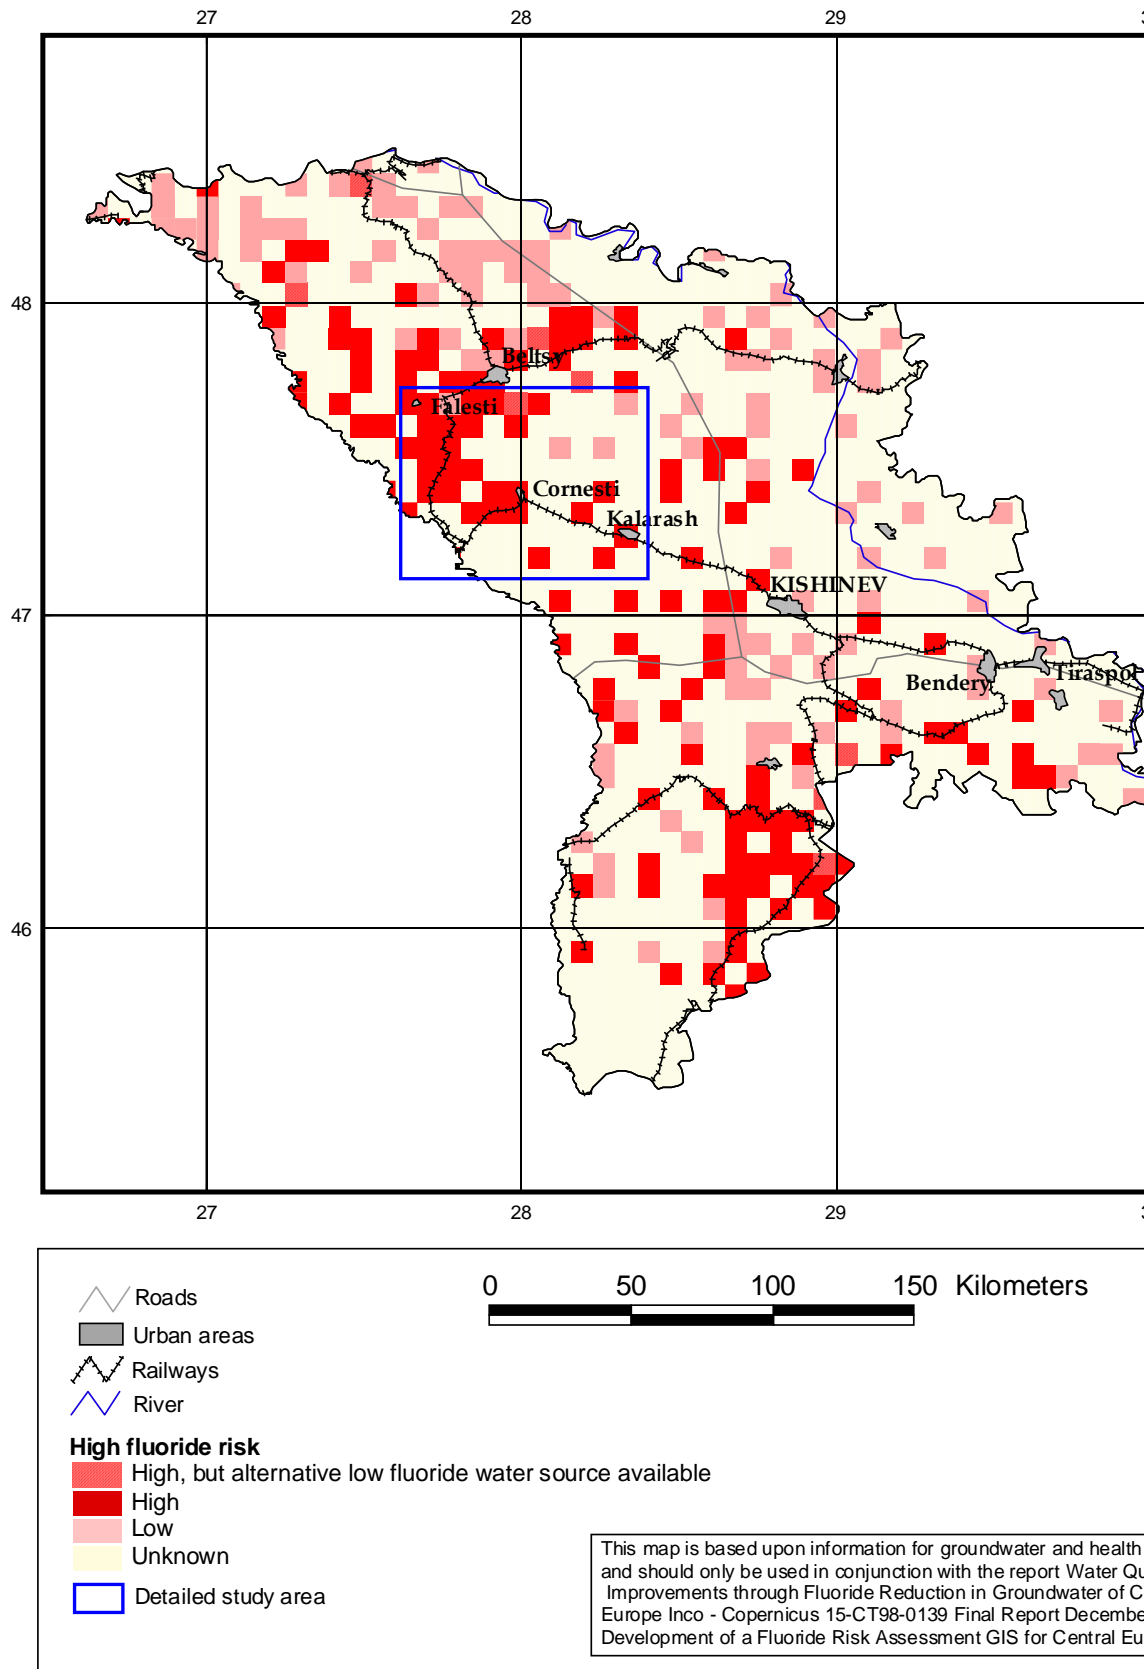 27 28 29
48
Beltsy
Falesti
Cornesti
Kalarash
KISHINEV
47
Bendery
Tiraspol
46
27 28 29
0 50 100 150 Kilometers
Roads
Urban areas
Railways
River
High fluoride risk
High, but alternative low fluoride water source available
High
Low
Unknown
Detailed study area
This map is based upon information for groundwater and health
and should only be used in conjunction with the report Water Qu
Improvements through Fluoride Reduction in Groundwater of C
Europe Inco - Copernicus 15-CT98-0139 Final Report Decembe
Development of a Fluoride Risk Assessment GIS for Central Eu